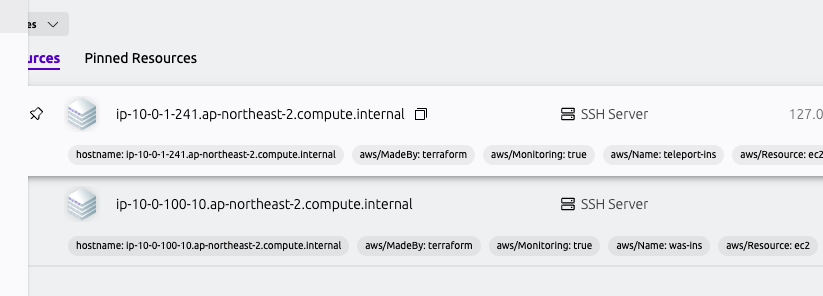 es
urces Pinned Resources
ip-10-0-1-241.ap-northeast-2.compute.internal SSH Server 127.0
hostname: ip-10-0-1-241.ap-northeast-2.compute.internal aws/MadeBy: terraform aws/Monitoring: true aws/Name: teleport-ins aws/Resource: ec2
ip-10-0-100-10.ap-northeast-2.compute.internal SSH Server
hostname: ip-10-0-100-10.ap-northeast-2.compute.internal aws/MadeBy: terraform aws/Monitoring: true aws/Name: was-ins aws/Resource: ec2